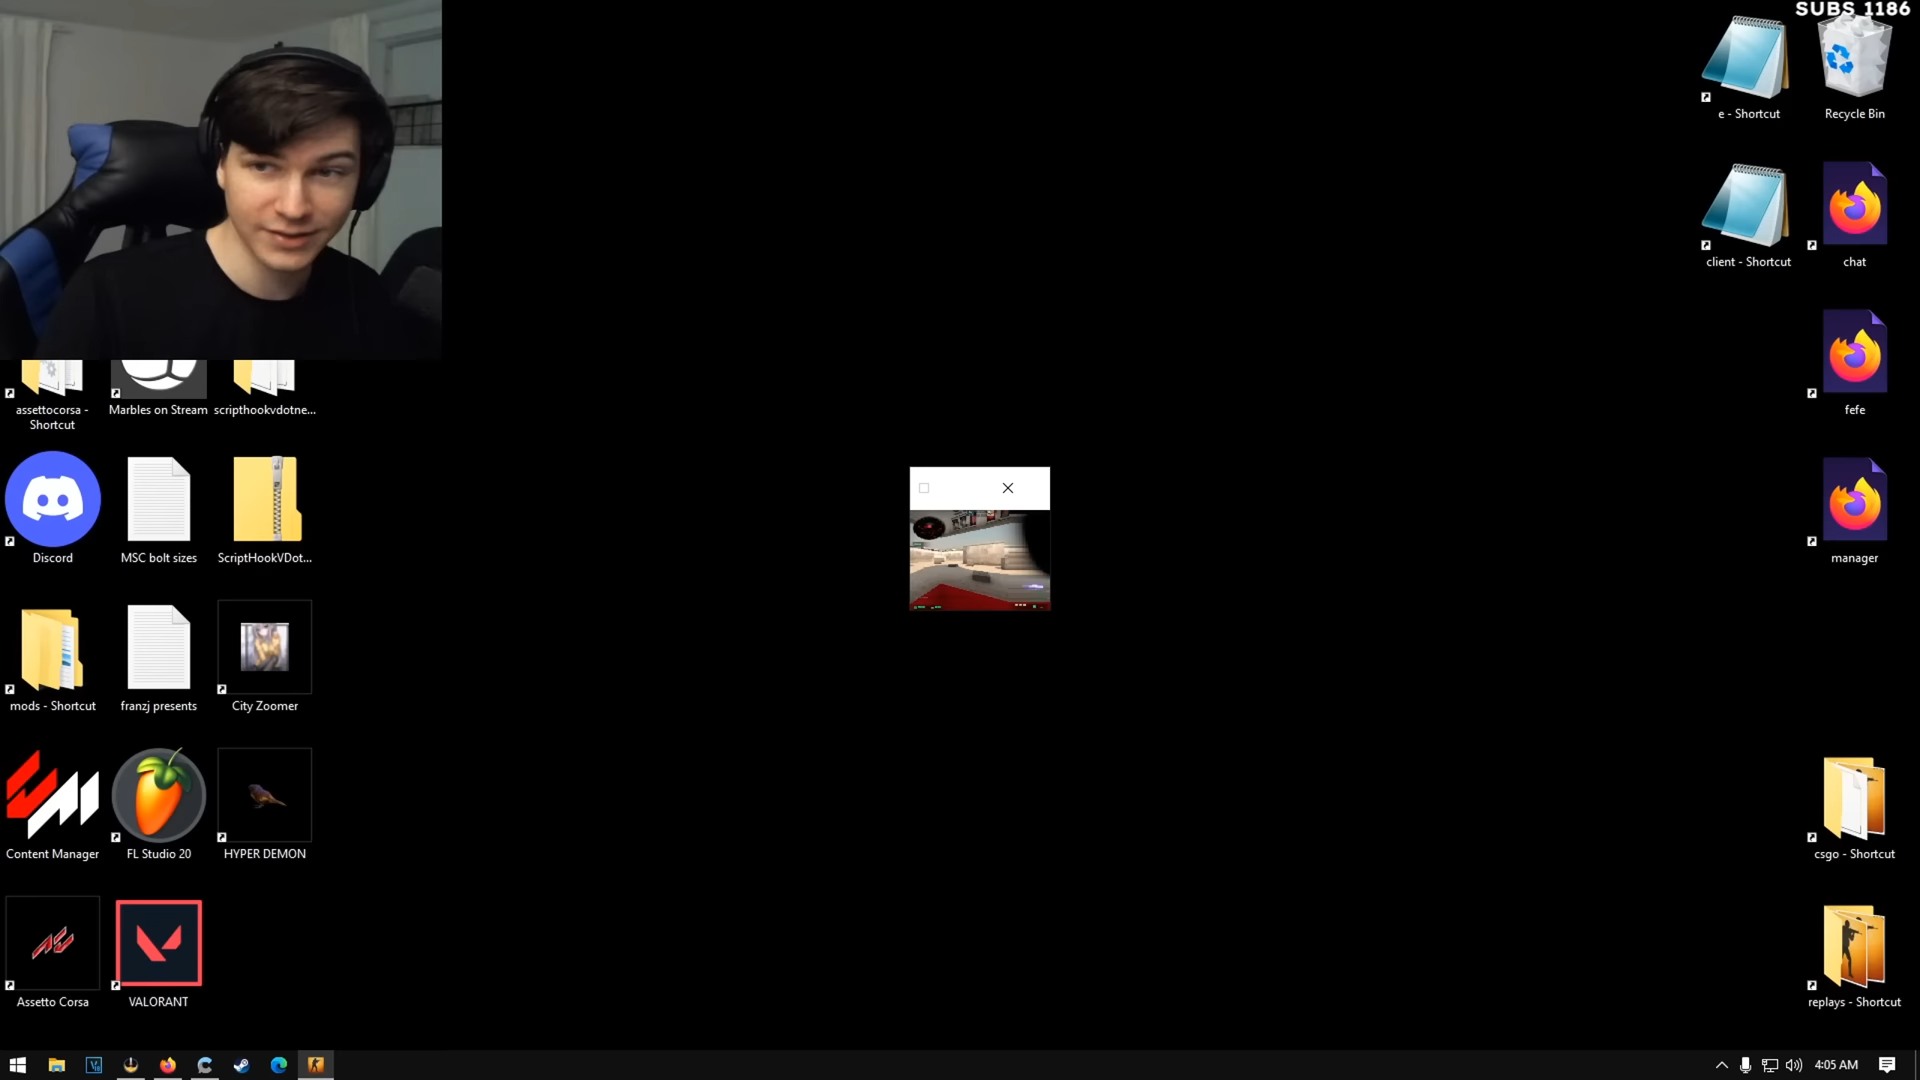 SUBS 1186
e - Shortcut
Recycle Bin
client - Shortcut
chat
fefe
assettocorsa -
Shortcut
Marbles on Stream
scripthookvdotne...
Discord
MSC bolt sizes
ScriptHookVDot...
manager
mods - Shortcut
franzj presents
City Zoomer
Content Manager
FL Studio 20
HYPER DEMON
csgo - Shortcut
Assetto Corsa
VALORANT
replays - Shortcut
4:05 AM